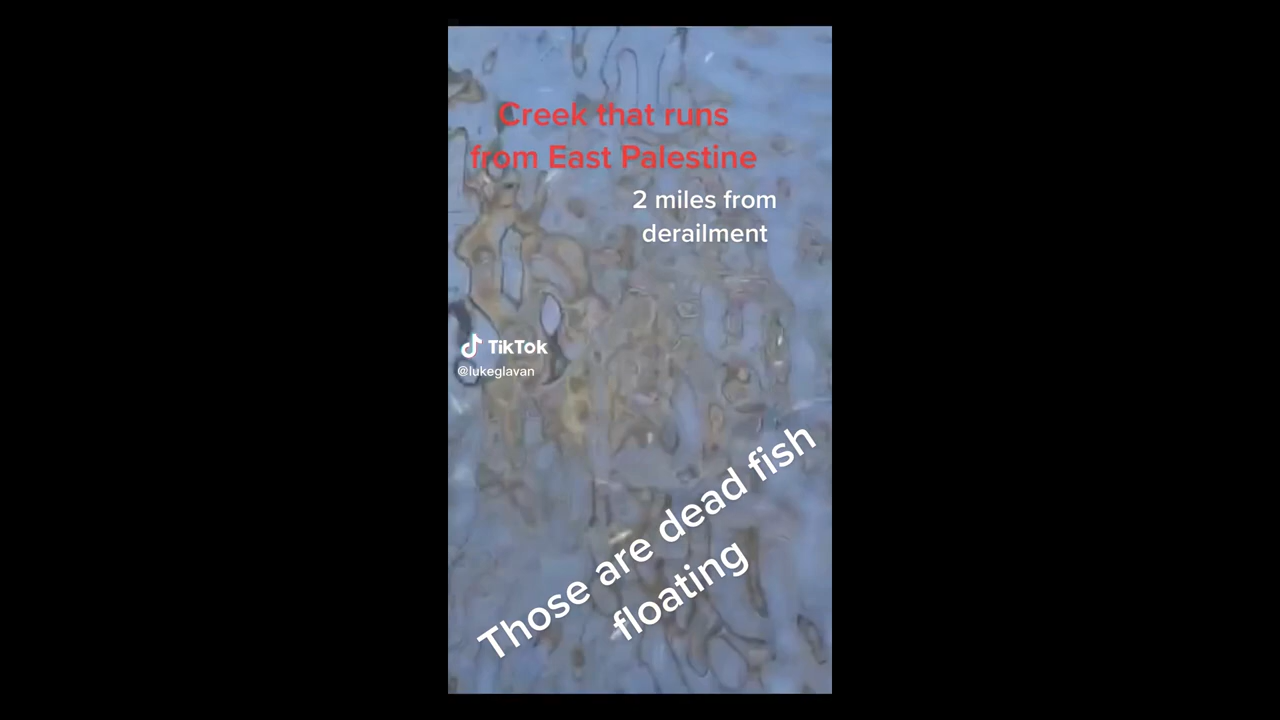 Creek that runs
from East Palestine
2 miles from
derailment
TikTok
@lukeglavan
Those are dead fish
floating